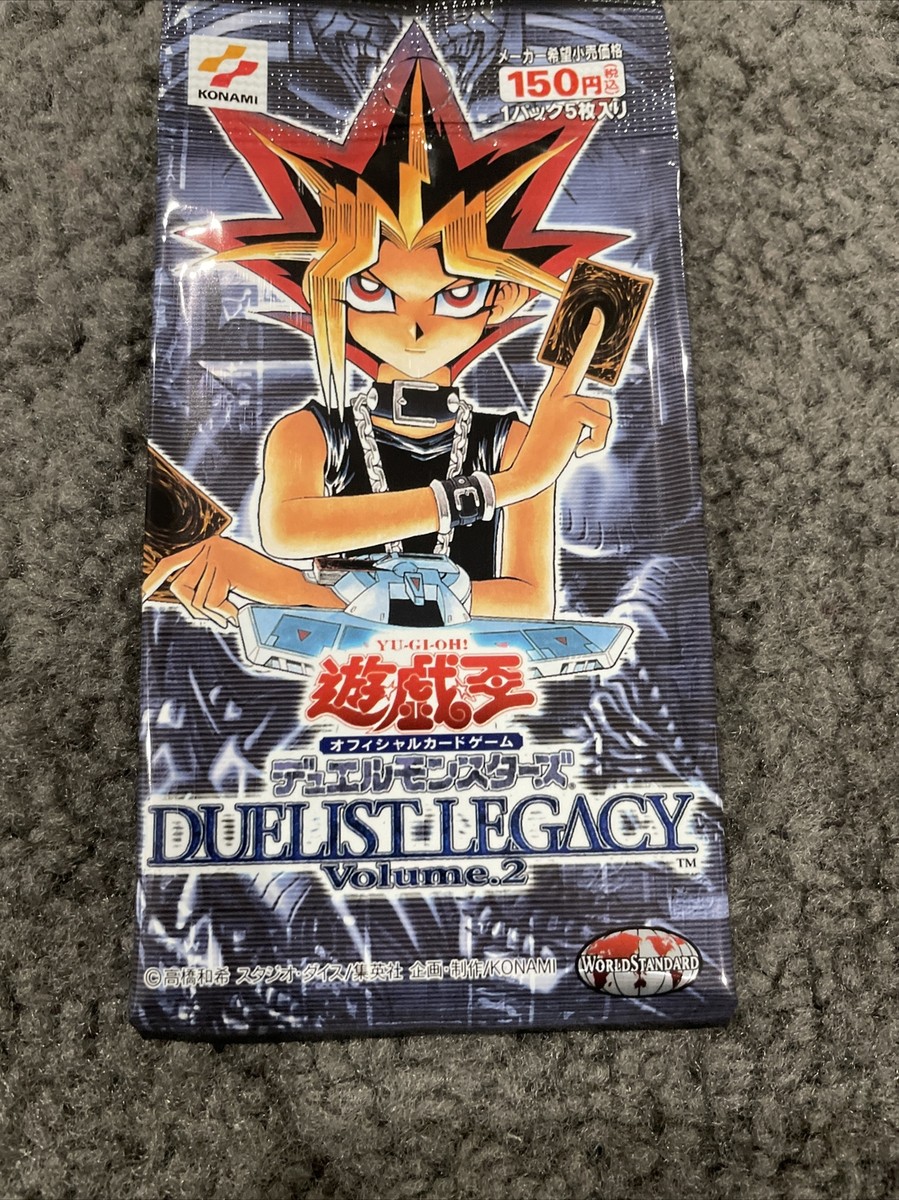 KONAMI
メーカー希望小売価格
150円(税込)
1パック5枚入り
YU-GI-OH!
遊☆戯☆王
オフィシャルカードゲーム
デュエルモンスターズ
DUELIST LEGACY
TM
Volume.2
©高橋和希 スタジオ・ダイス/集英社 企画・制作/KONAMI
WORLD STANDARD